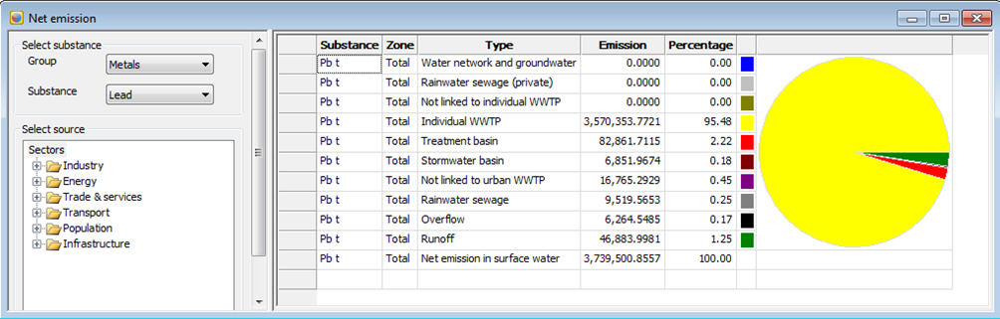 Net emission
Select substance
Group
Metals
Substance
Lead
Select source
Sectors
Industry
Energy
Trade & services
Transport
Population
Infrastructure
Substance Zone Type Emission Percentage
Pb t Total Water network and groundwater 0.0000 0.00
Pb t Total Rainwater sewage (private) 0.0000 0.00
Pb t Total Not linked to individual WWTP 0.0000 0.00
Pb t Total Individual WWTP 3,570,353.7721 95.48
Pb t Total Treatment basin 82,861.7115 2.22
Pb t Total Stormwater basin 6,851.9674 0.18
Pb t Total Not linked to urban WWTP 16,765.2929 0.45
Pb t Total Rainwater sewage 9,519.5653 0.25
Pb t Total Overflow 6,264.5485 0.17
Pb t Total Runoff 46,883.9981 1.25
Pb t Total Net emission in surface water 3,739,500.8557 100.00